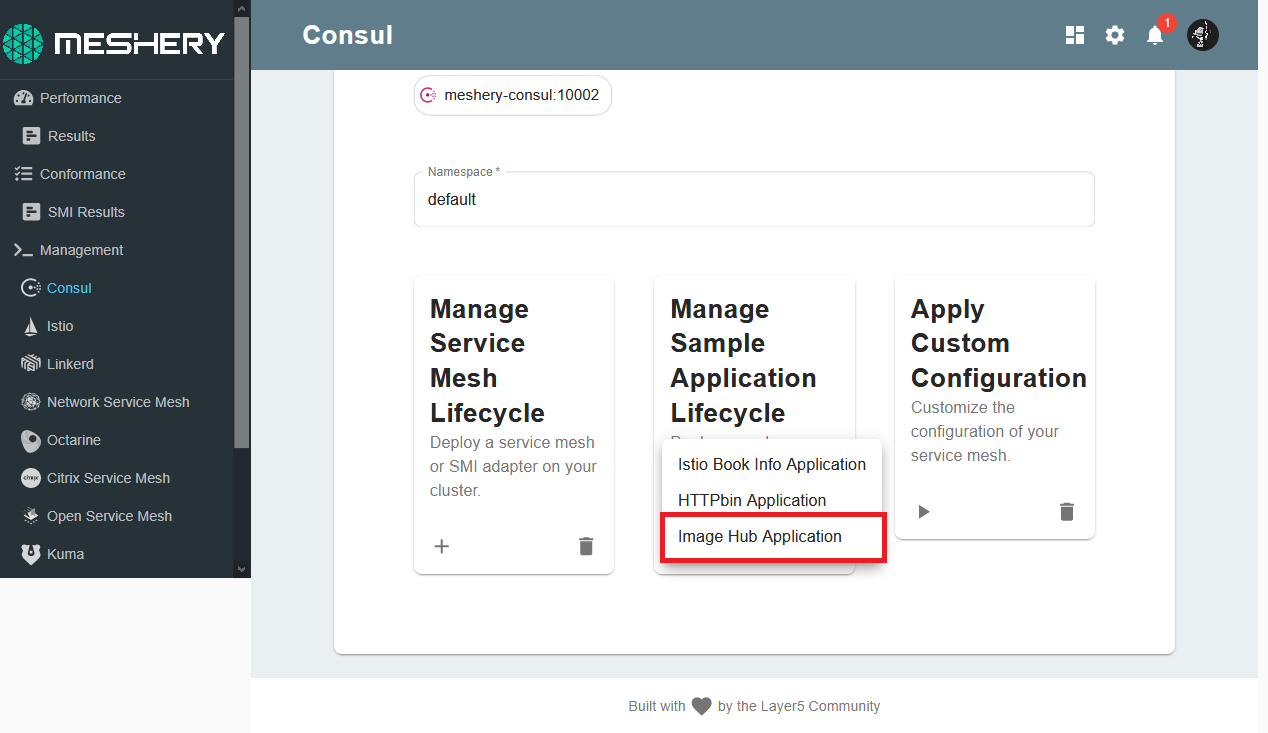 MESHERY
Performance
Results
Conformance
SMI Results
Management
Consul
Istio
Linkerd
Network Service Mesh
Octarine
Citrix Service Mesh
Open Service Mesh
Kuma
Consul
1
meshery-consul:10002
Namespace *
default
Manage
Service
Mesh
Lifecycle
Deploy a service mesh
or SMI adapter on your
cluster.
Manage
Sample
Application
Lifecycle
Istio Book Info Application
HTTPbin Application
Image Hub Application
Apply
Custom
Configuration
Customize the
configuration of your
service mesh.
Built with by the Layer5 Community